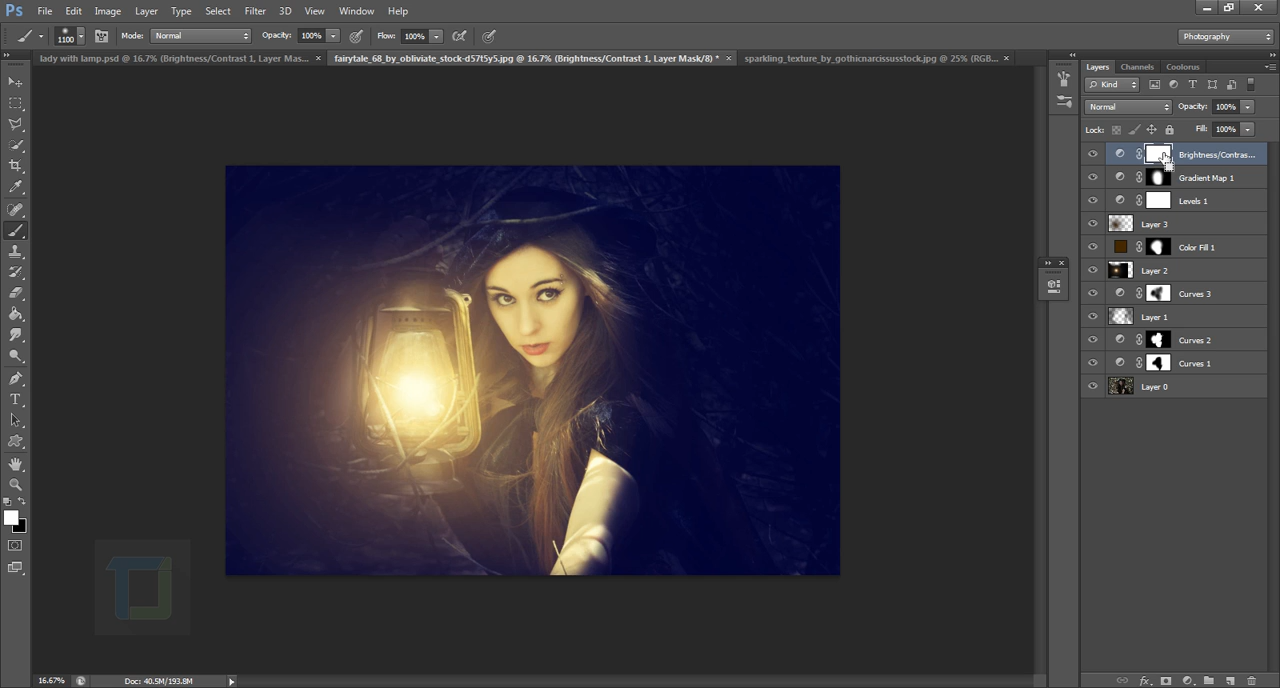 Ps File Edit Image Layer Type Select Filter 3D View Window Help
1100 Mode: Normal Opacity: 100% Flow: 100% Photography
lady with lamp.psd @ 16.7% (Brightness/Contrast 1, Layer Mas... × fairytale_68_by_obliviate_stock-d57t5y5.jpg @ 16.7% (Brightness/Contrast 1, Layer Mask/8) * × sparkling_texture_by_gothicnarcissusstock.jpg @ 25% (RGB... ×
Layers Channels Coolorus
Kind
Normal Opacity: 100%
Lock: Fill: 100%
Brightness/Contras...
Gradient Map 1
Levels 1
Layer 3
Color Fill 1
Layer 2
Curves 3
Layer 1
Curves 2
Curves 1
Layer 0
16.67% Doc: 40.5M/193.8M